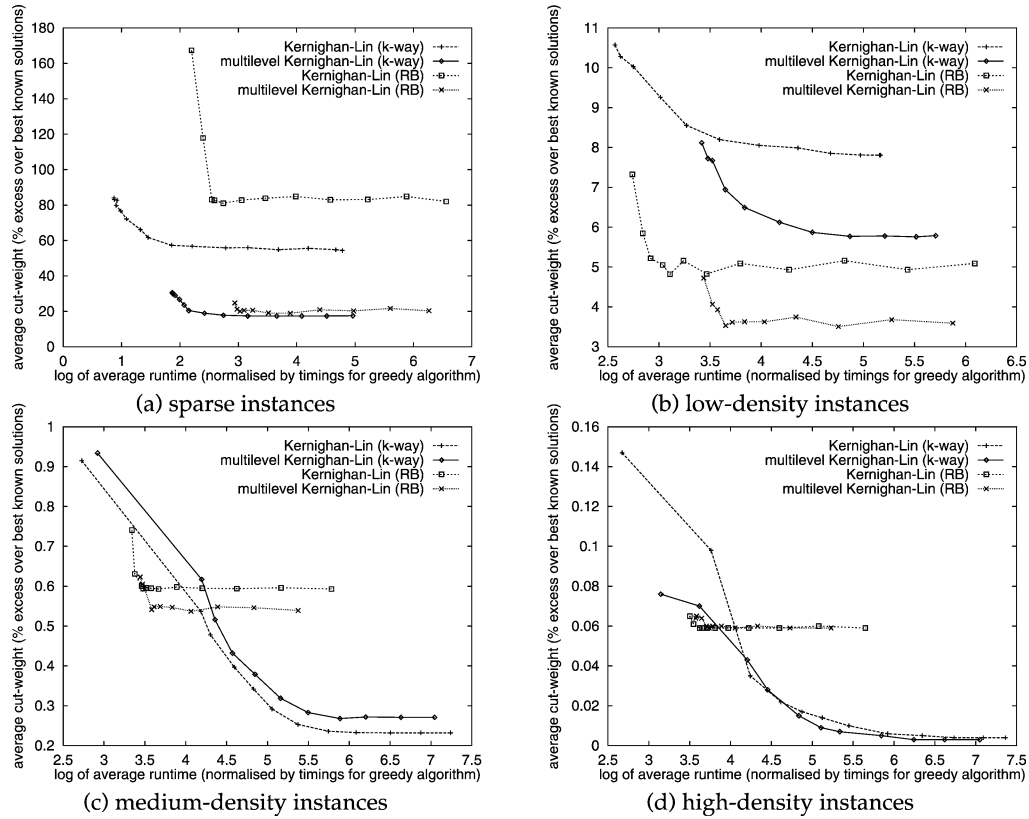 average cut-weight (% excess over best known solutions)
180
160
140
120
100
80
60
40
20
0
0 1 2 3 4 5 6 7
Kernighan-Lin (k-way)
multilevel Kernighan-Lin (k-way)
Kernighan-Lin (RB)
multilevel Kernighan-Lin (RB)
log of average runtime (normalised by timings for greedy algorithm)
(a) sparse instances
average cut-weight (% excess over best known solutions)
11
10
9
8
7
6
5
4
3
2.5 3 3.5 4 4.5 5 5.5 6 6.5
Kernighan-Lin (k-way)
multilevel Kernighan-Lin (k-way)
Kernighan-Lin (RB)
multilevel Kernighan-Lin (RB)
log of average runtime (normalised by timings for greedy algorithm)
(b) low-density instances
average cut-weight (% excess over best known solutions)
1
0.9
0.8
0.7
0.6
0.5
0.4
0.3
0.2
2.5 3 3.5 4 4.5 5 5.5 6 6.5 7 7.5
Kernighan-Lin (k-way)
multilevel Kernighan-Lin (k-way)
Kernighan-Lin (RB)
multilevel Kernighan-Lin (RB)
log of average runtime (normalised by timings for greedy algorithm)
(c) medium-density instances
average cut-weight (% excess over best known solutions)
0.16
0.14
0.12
0.1
0.08
0.06
0.04
0.02
0
2.5 3 3.5 4 4.5 5 5.5 6 6.5 7 7.5
Kernighan-Lin (k-way)
multilevel Kernighan-Lin (k-way)
Kernighan-Lin (RB)
multilevel Kernighan-Lin (RB)
log of average runtime (normalised by timings for greedy algorithm)
(d) high-density instances